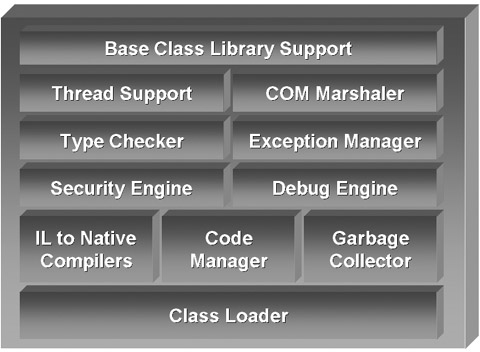 Base Class Library Support
Thread Support
COM Marshaler
Type Checker
Exception Manager
Security Engine
Debug Engine
IL to Native
Compilers
Code
Manager
Garbage
Collector
Class Loader